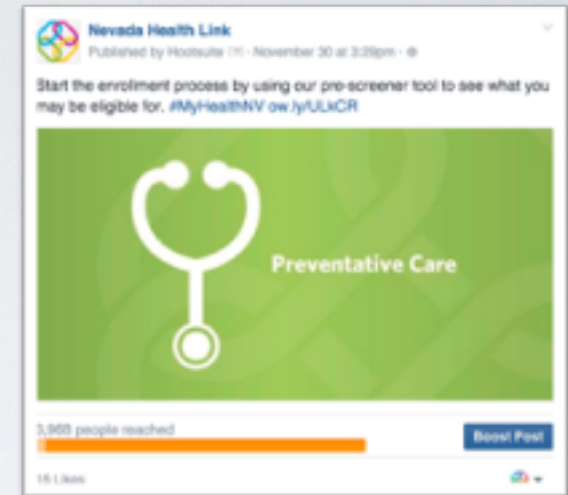 Nevada Health Link
Published by Hootsuite [?] · November 30 at 3:29pm ·
Start the enrollment process by using our pre-screener tool to see what you
may be eligible for. #MyHealthNV ow.ly/ULkCR
Preventative Care
people reached
Boost Post
15 Likes